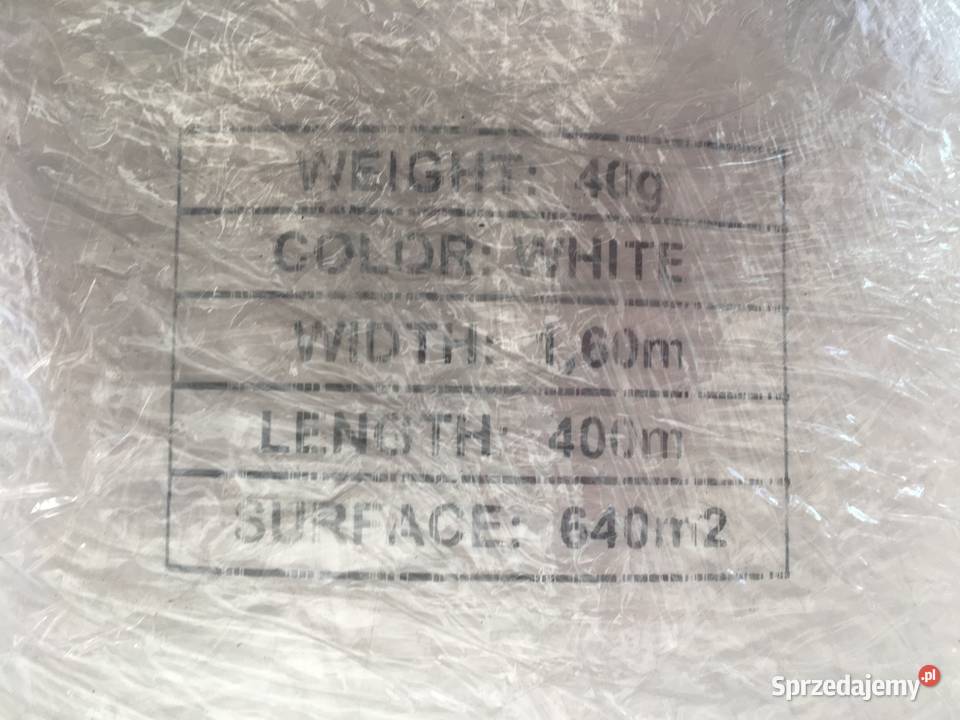 WEIGHT: 40g
COLOR: WHITE
WIDTH: 1,60m
LENGTH: 400m
SURFACE: 640m2
Sprzedajemy.pl